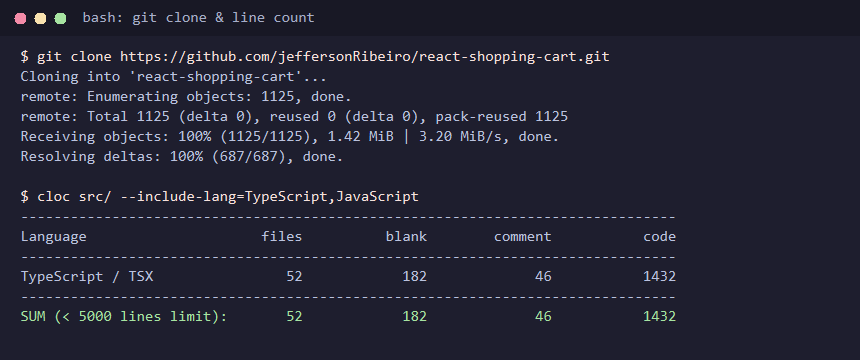 bash: git clone & line count
$ git clone https://github.com/jeffersonRibeiro/react-shopping-cart.git
Cloning into 'react-shopping-cart'...
remote: Enumerating objects: 1125, done.
remote: Total 1125 (delta 0), reused 0 (delta 0), pack-reused 1125
Receiving objects: 100% (1125/1125), 1.42 MiB | 3.20 MiB/s, done.
Resolving deltas: 100% (687/687), done.
$ cloc src/ --include-lang=TypeScript,JavaScript
-------------------------------------------------------------------------------
Language files blank comment code
-------------------------------------------------------------------------------
TypeScript / TSX 52 182 46 1432
-------------------------------------------------------------------------------
SUM (< 5000 lines limit): 52 182 46 1432